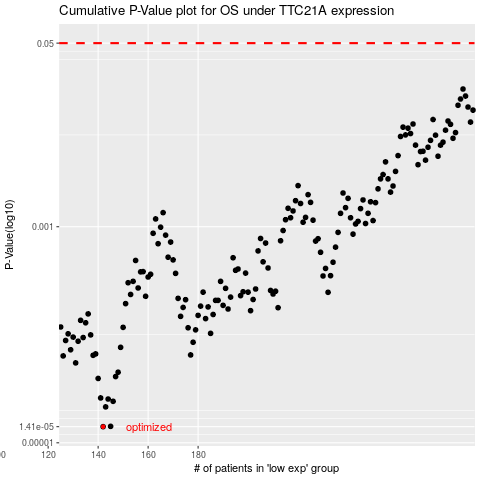 Cumulative P-Value plot for OS under TTC21A expression
0.05
P-Value(log10)
0.001
1.41e-05
optimized
0.00001
0
120
140
160
180
# of patients in 'low exp' group